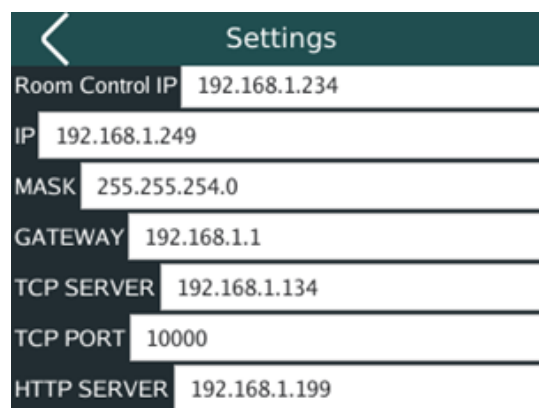 Settings
Room Control IP 192.168.1.234
IP 192.168.1.249
MASK 255.255.254.0
GATEWAY 192.168.1.1
TCP SERVER 192.168.1.134
TCP PORT 10000
HTTP SERVER 192.168.1.199